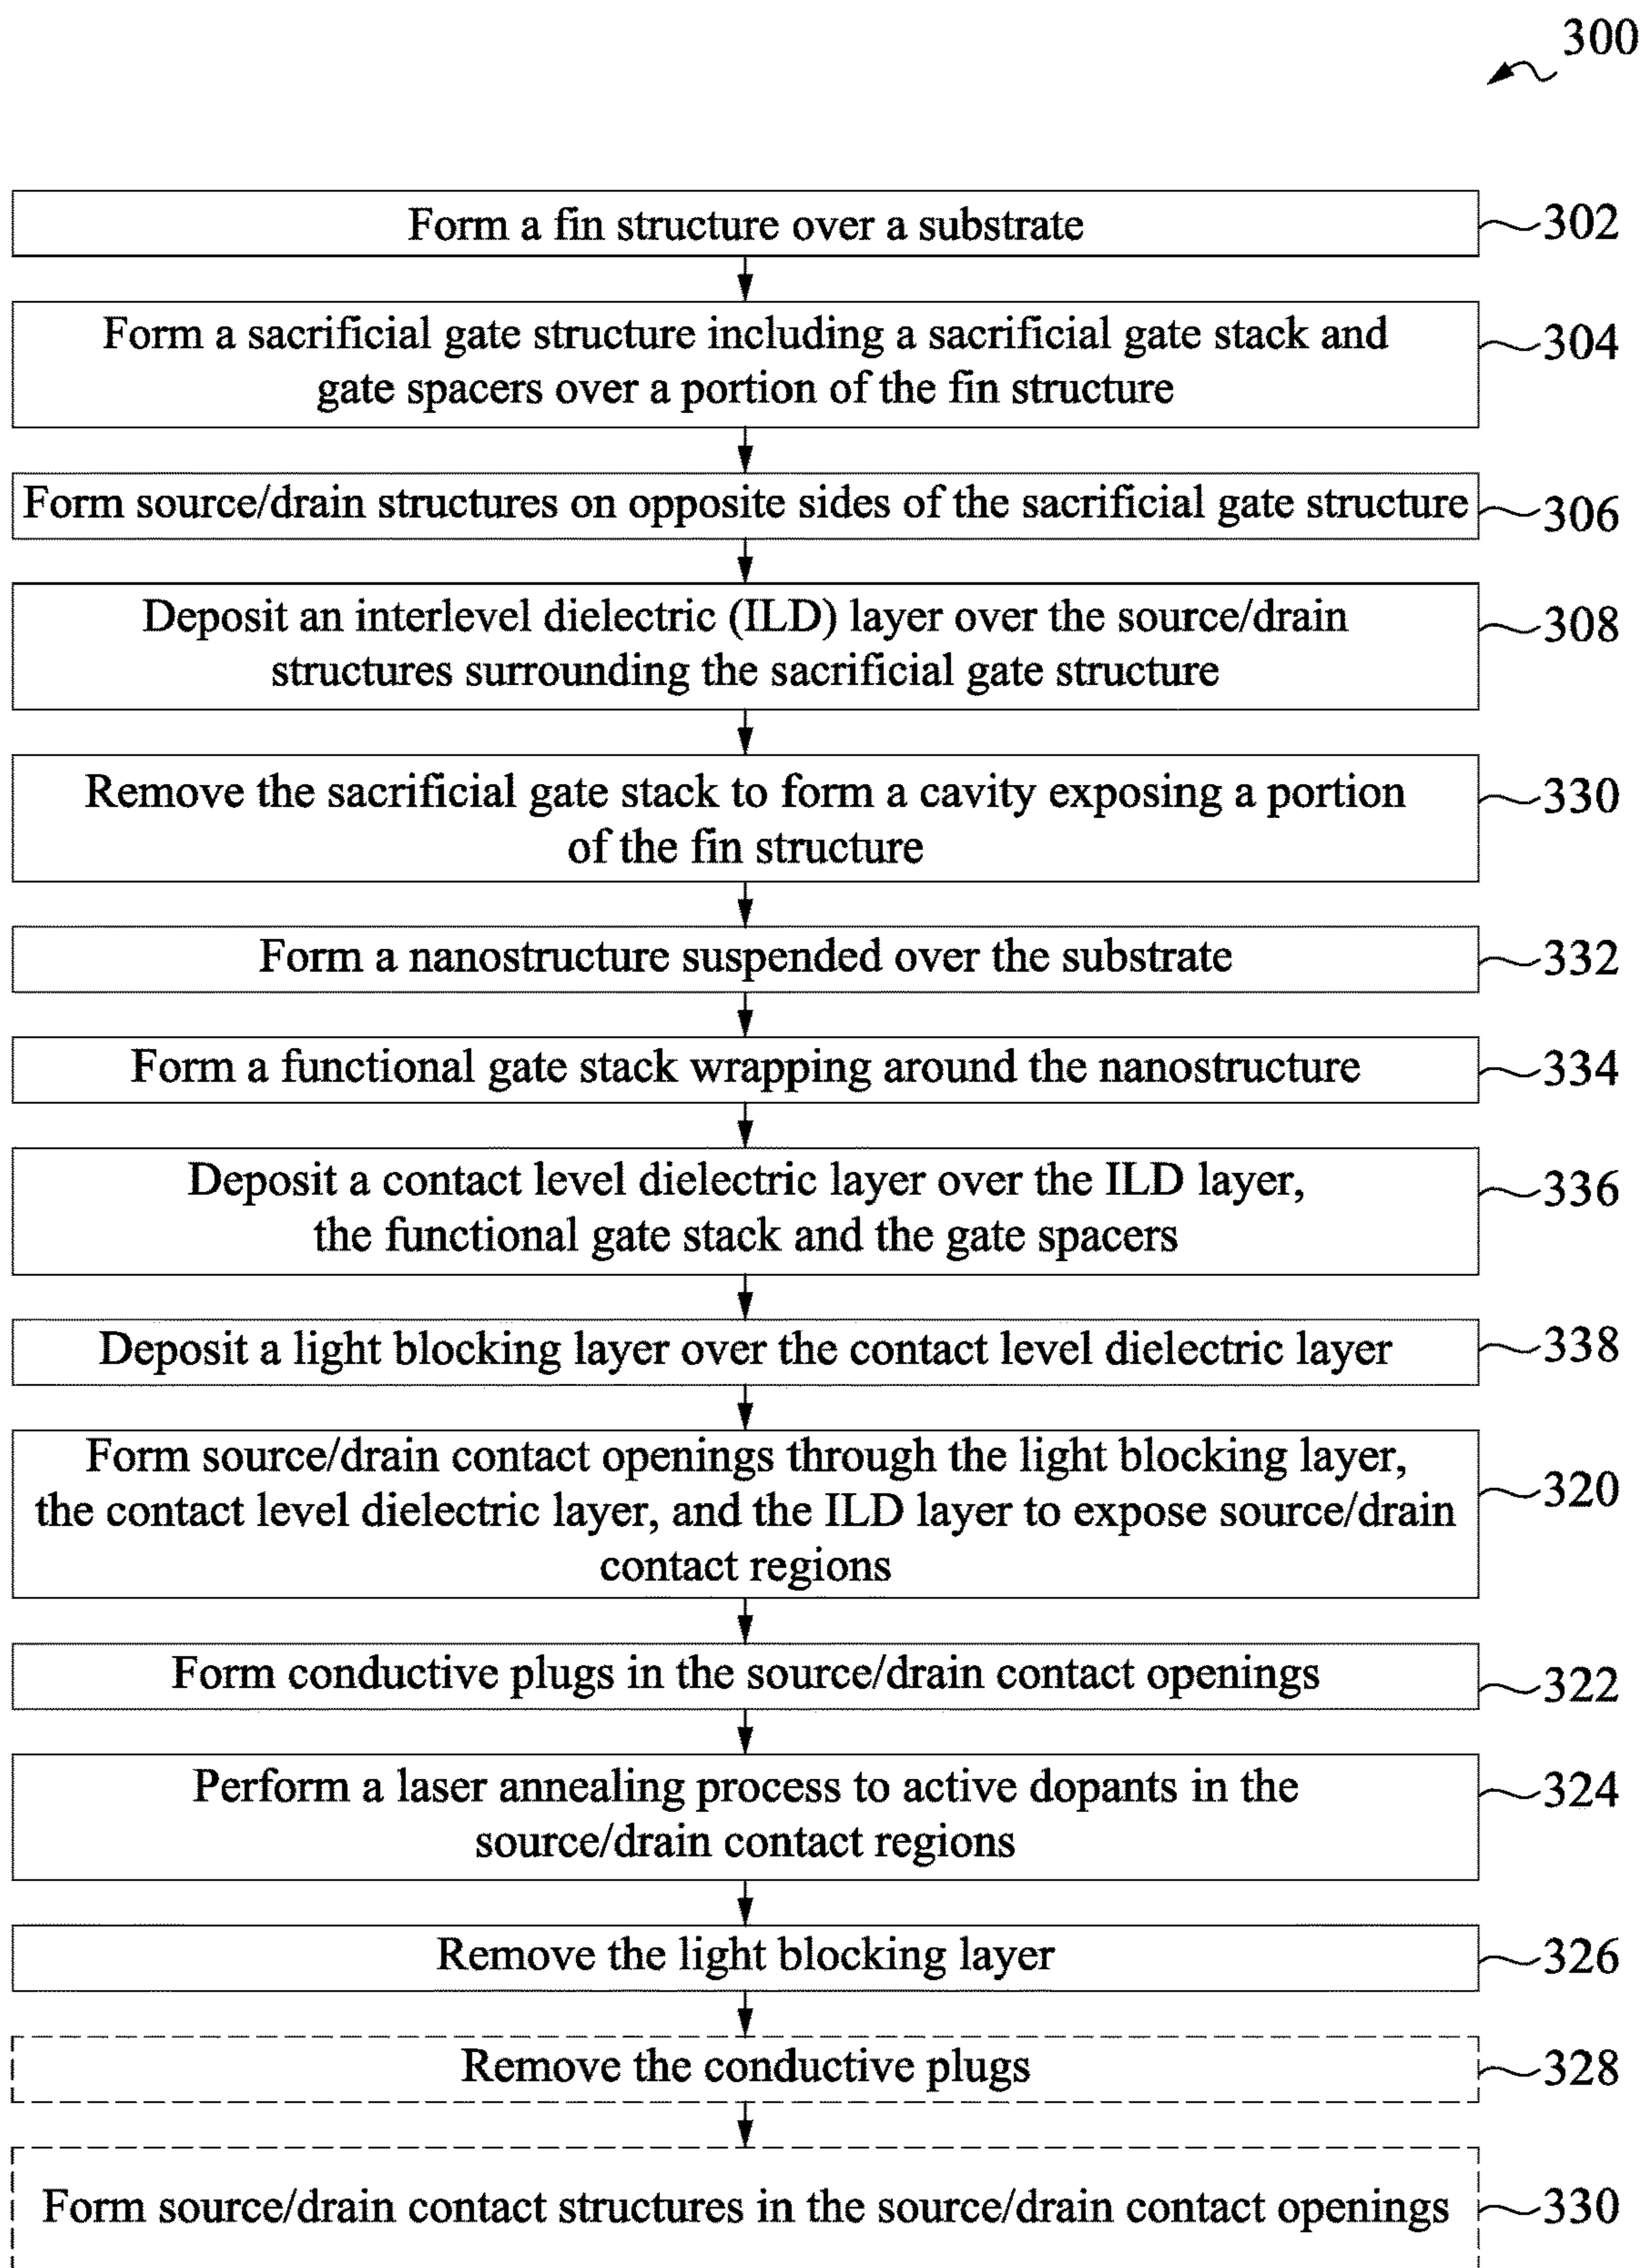 300
Form a fin structure over a substrate
302
Form a sacrificial gate structure including a sacrificial gate stack and
gate spacers over a portion of the fin structure
304
Form source/drain structures on opposite sides of the sacrificial gate structure
306
Deposit an interlevel dielectric (ILD) layer over the source/drain
structures surrounding the sacrificial gate structure
308
Remove the sacrificial gate stack to form a cavity exposing a portion
of the fin structure
330
Form a nanostructure suspended over the substrate
332
Form a functional gate stack wrapping around the nanostructure
334
Deposit a contact level dielectric layer over the ILD layer,
the functional gate stack and the gate spacers
336
Deposit a light blocking layer over the contact level dielectric layer
338
Form source/drain contact openings through the light blocking layer,
the contact level dielectric layer, and the ILD layer to expose source/drain
contact regions
320
Form conductive plugs in the source/drain contact openings
322
Perform a laser annealing process to active dopants in the
source/drain contact regions
324
Remove the light blocking layer
326
Remove the conductive plugs
328
Form source/drain contact structures in the source/drain contact openings
330